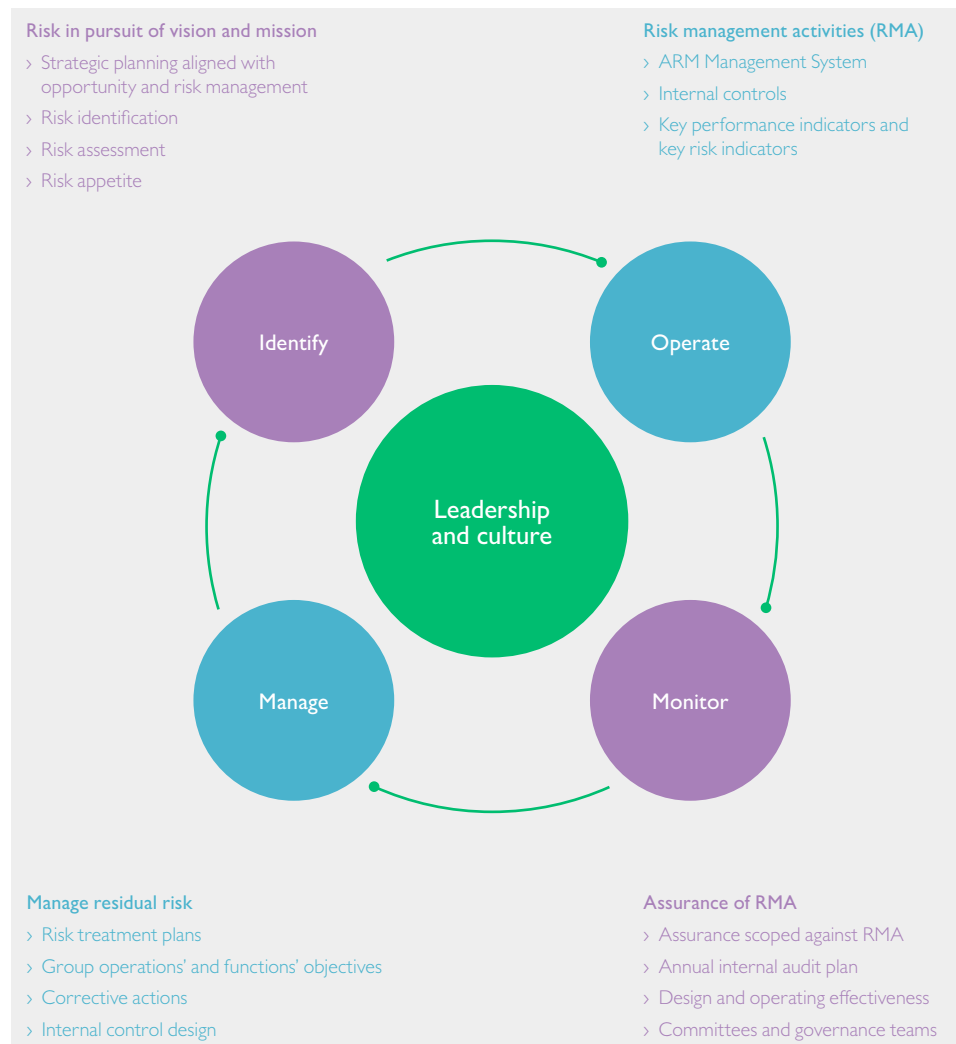 Risk in pursuit of vision and mission
› Strategic planning aligned with
opportunity and risk management
› Risk identification
› Risk assessment
› Risk appetite
Risk management activities (RMA)
› ARM Management System
› Internal controls
› Key performance indicators and
key risk indicators
Identify
Operate
Leadership
and culture
Manage
Monitor
Manage residual risk
› Risk treatment plans
› Group operations’ and functions’ objectives
› Corrective actions
› Internal control design
Assurance of RMA
› Assurance scoped against RMA
› Annual internal audit plan
› Design and operating effectiveness
› Committees and governance teams